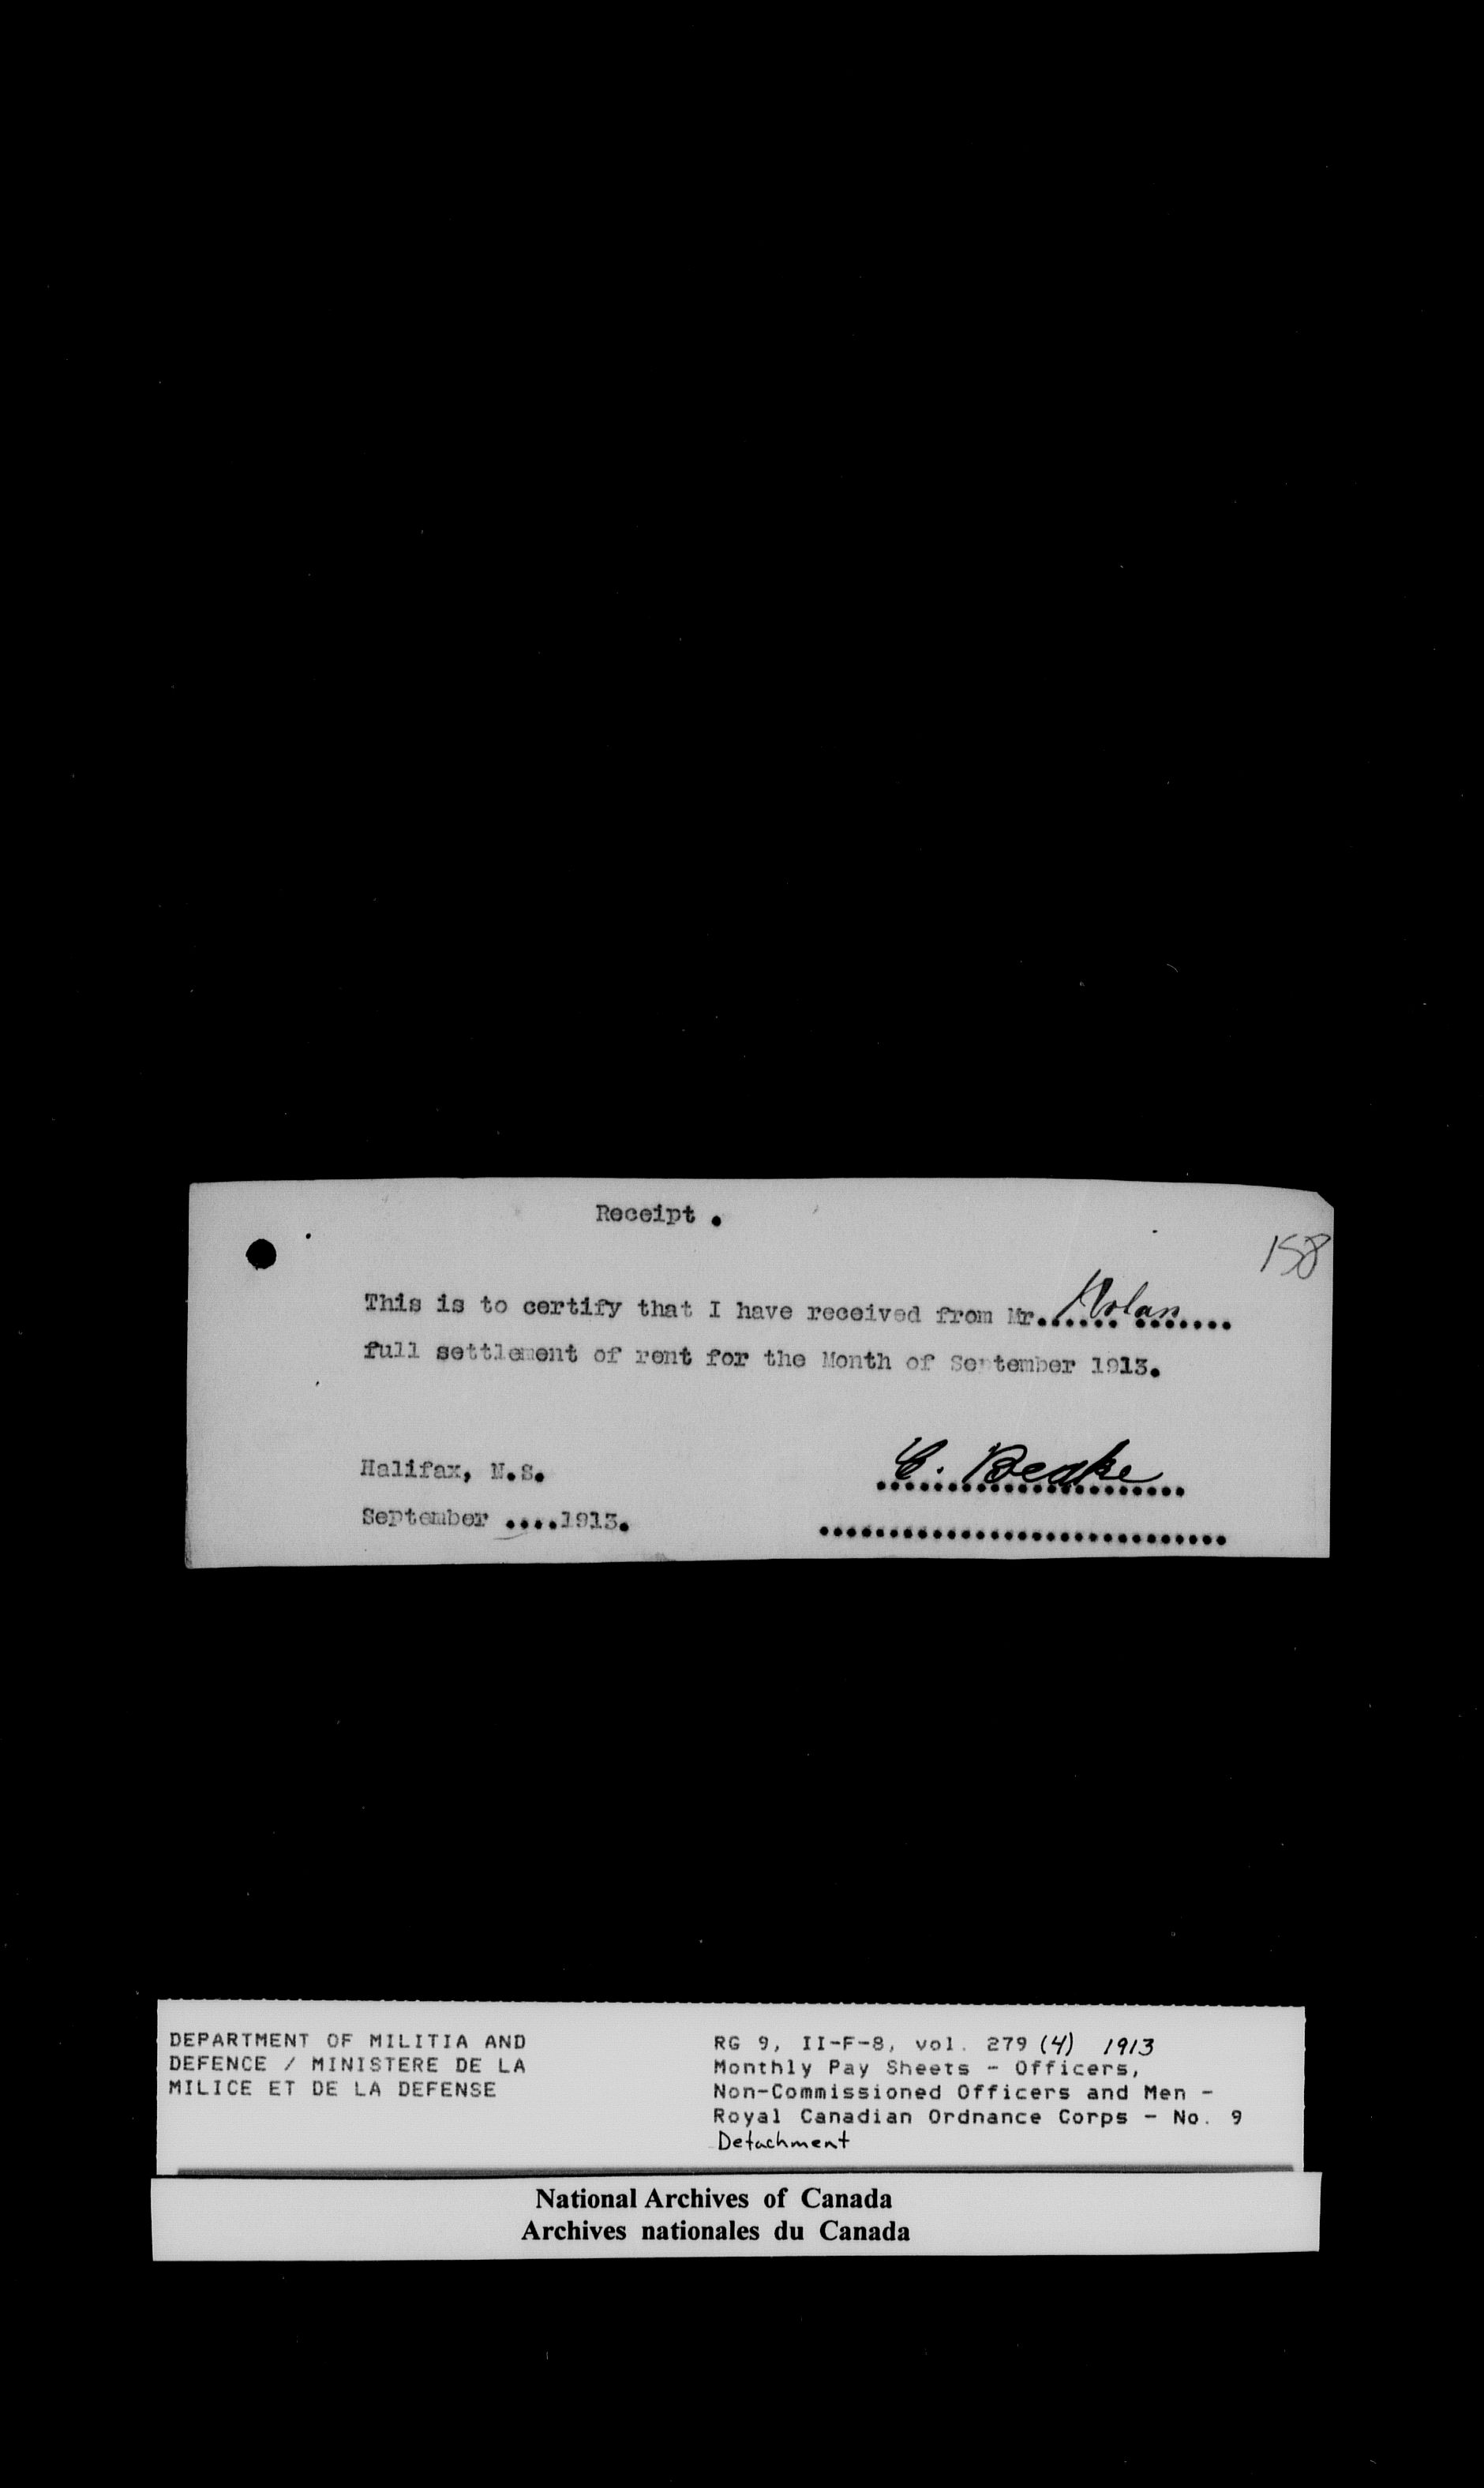 Receipt .
158
This is to certify that I have received from Mr...... Nolan .......
full settlement of rent for the Month of September 1913.
Halifax, N.S.
C. Beake
September ....1913.
DEPARTMENT OF MILITIA AND
DEFENCE / MINISTERE DE LA
MILICE ET DE LA DEFENSE
RG 9, II-F-8, vol. 279 (4) 1913
Monthly Pay Sheets - Officers,
Non-Commissioned Officers and Men -
Royal Canadian Ordnance Corps - No. 9
Detachment
National Archives of Canada
Archives nationales du Canada